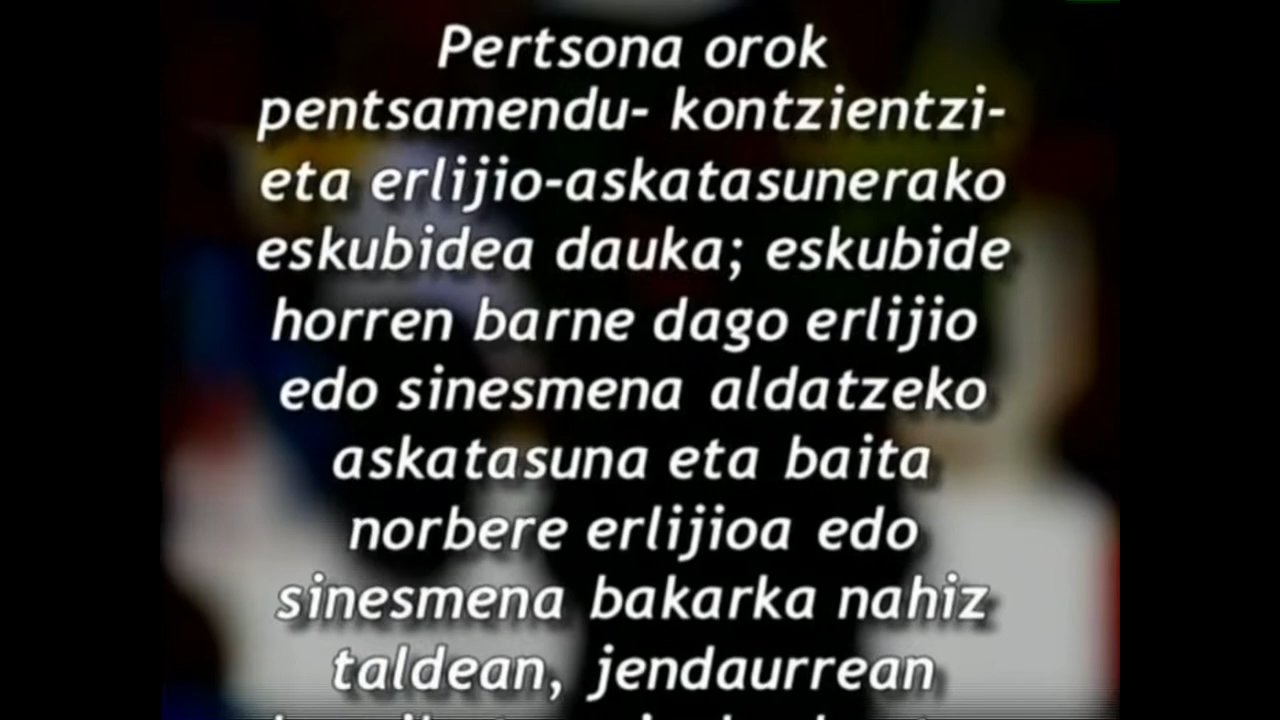 Pertsona orok
pentsamendu- kontzientzi-
eta erlijio-askatasunerako
eskubidea dauka; eskubide
horren barne dago erlijio
edo sinesmena aldatzeko
askatasuna eta baita
norbere erlijioa edo
sinesmena bakarka nahiz
taldean, jendaurrean